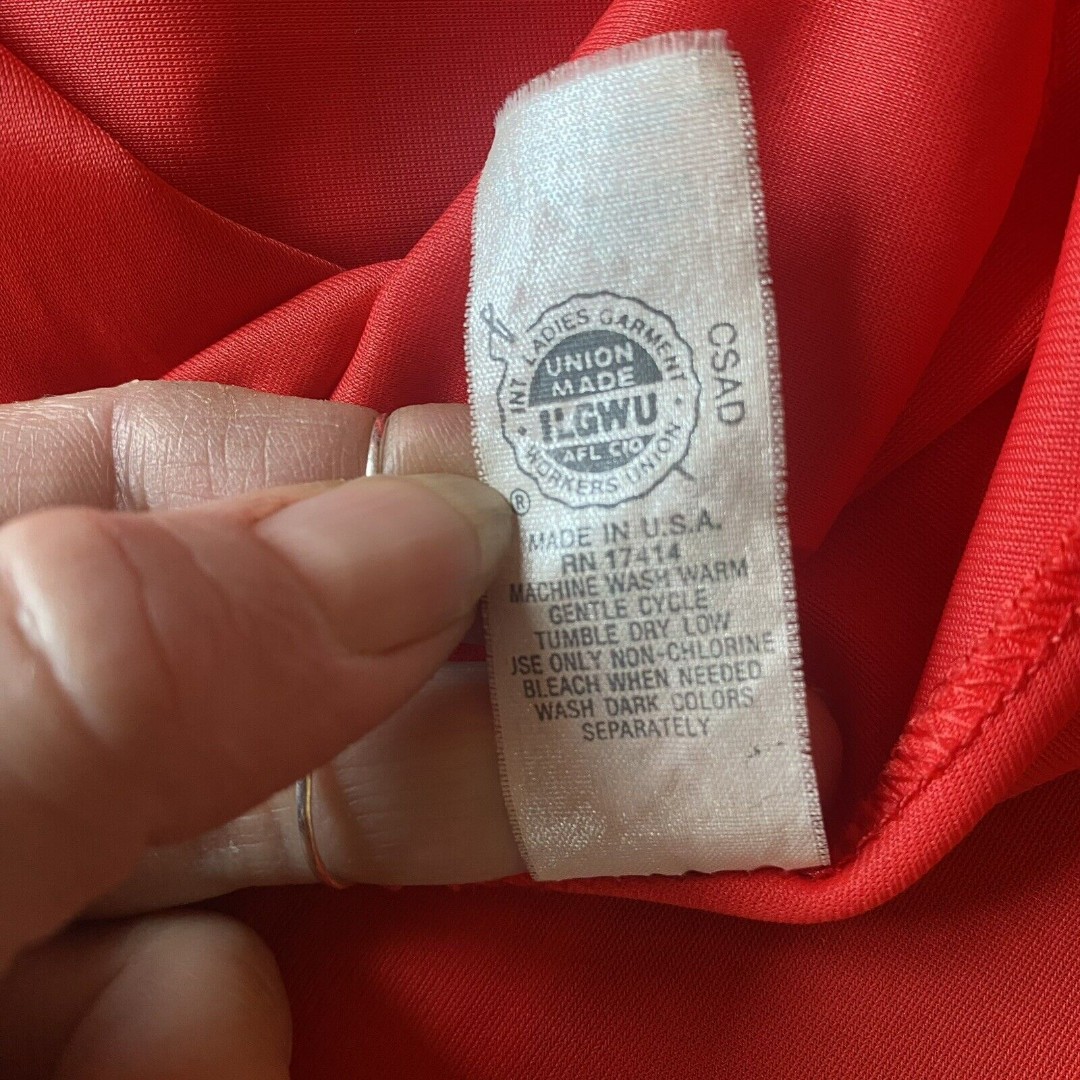 INT LADIES GARMENT WORKERS UNION
UNION
MADE
ILGWU
AFL CIO
CSAD
®
MADE IN U.S.A.
RN 17414
MACHINE WASH WARM
GENTLE CYCLE
TUMBLE DRY LOW
USE ONLY NON-CHLORINE
BLEACH WHEN NEEDED
WASH DARK COLORS
SEPARATELY